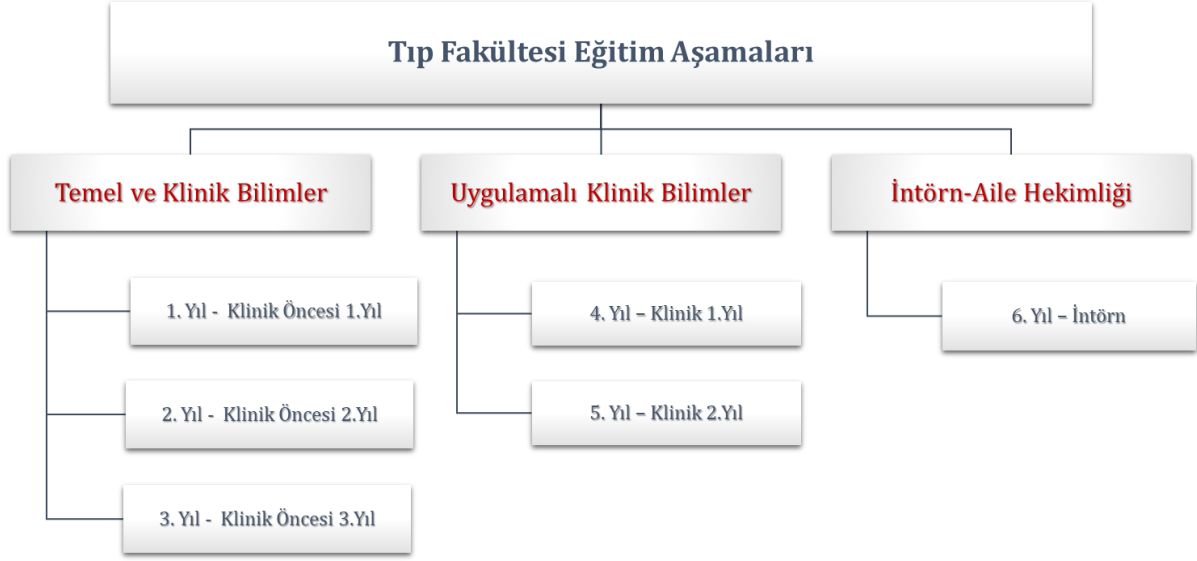 Tıp Fakültesi Eğitim Aşamaları
Temel ve Klinik Bilimler
1. Yıl - Klinik Öncesi 1.Yıl
2. Yıl - Klinik Öncesi 2.Yıl
3. Yıl - Klinik Öncesi 3.Yıl
Uygulamalı Klinik Bilimler
4. Yıl – Klinik 1.Yıl
5. Yıl – Klinik 2.Yıl
İntörn-Aile Hekimliği
6. Yıl – İntörn